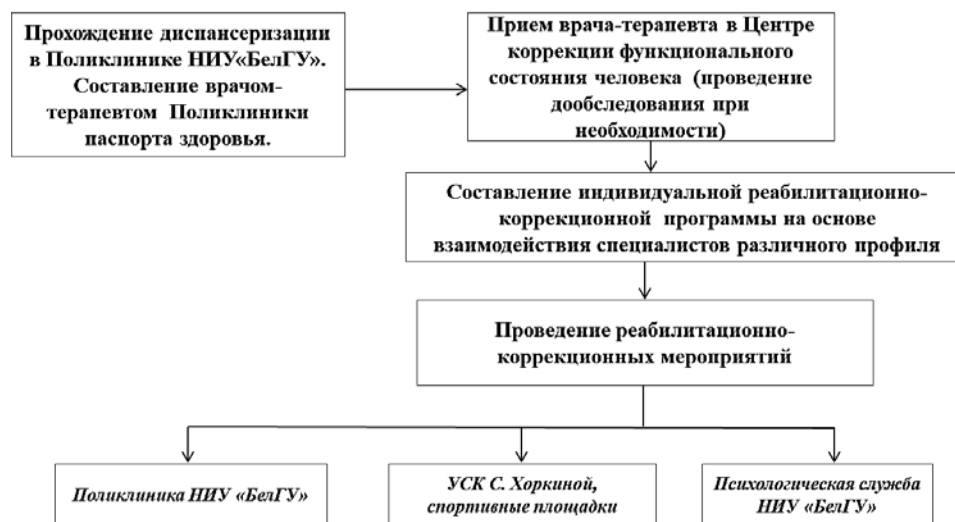 Прохождение диспансеризации
в Поликлинике НИУ«БелГУ».
Составление врачом-
терапевтом Поликлиники
паспорта здоровья.
Прием врача-терапевта в Центре
коррекции функционального
состояния человека (проведение
дообследования при
необходимости)
Составление индивидуальной реабилитационно-
коррекционной программы на основе
взаимодействия специалистов различного профиля
Проведение реабилитационно-
коррекционных мероприятий
Поликлиника НИУ «БелГУ»
УСК С. Хоркиной,
спортивные площадки
Психологическая служба
НИУ «БелГУ»